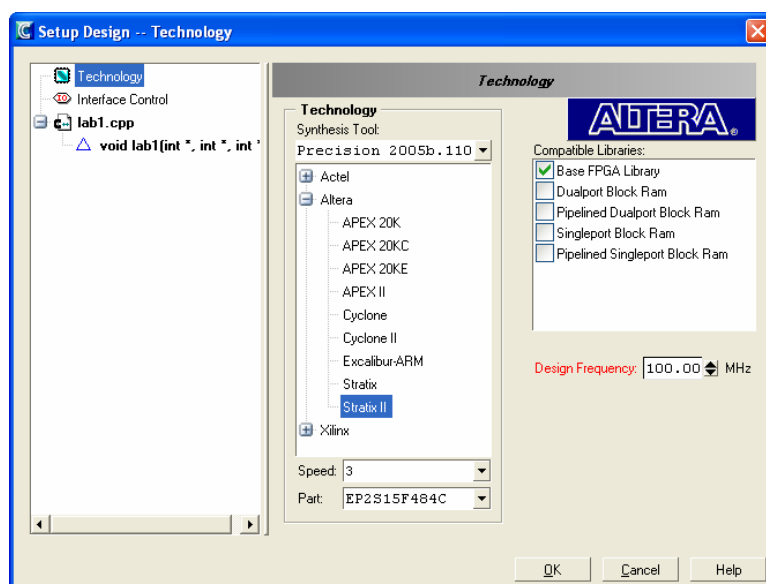 Setup Design -- Technology
Technology
Interface Control
lab1.cpp
void lab1(int *, int *, int *
Technology
Technology
Synthesis Tool:
Precision 2005b.110
Actel
Altera
APEX 20K
APEX 20KC
APEX 20KE
APEX II
Cyclone
Cyclone II
Excalibur-ARM
Stratix
Stratix II
Xilinx
Speed: 3
Part: EP2S15F484C
ALTERA®
Compatible Libraries:
Base FPGA Library
Dualport Block Ram
Pipelined Dualport Block Ram
Singleport Block Ram
Pipelined Singleport Block Ram
Design Frequency: 100.00 MHz
OK Cancel Help